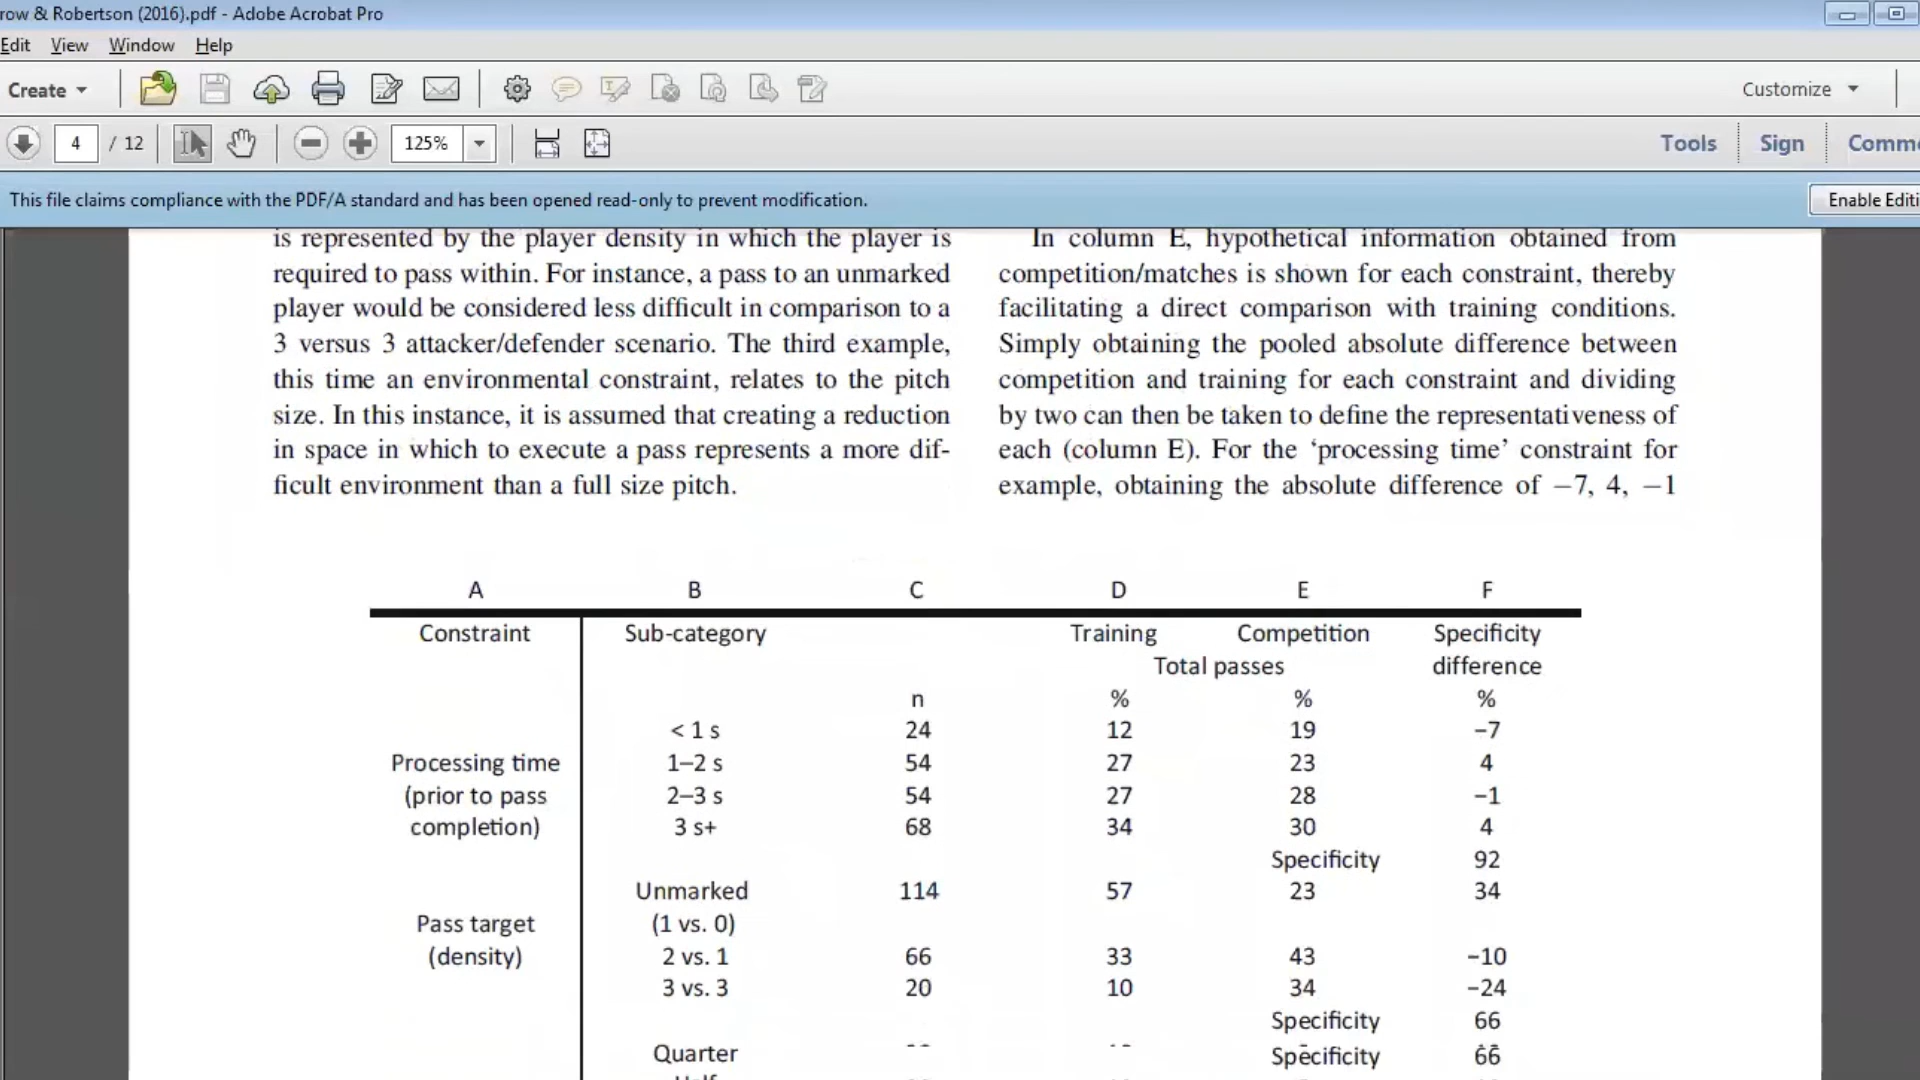 row & Robertson (2016).pdf - Adobe Acrobat Pro
Edit View Window Help
Create Customize
4 / 12 125% Tools Sign Comme
This file claims compliance with the PDF/A standard and has been opened read-only to prevent modification. Enable Editi
is represented by the player density in which the player is
required to pass within. For instance, a pass to an unmarked
player would be considered less difficult in comparison to a
3 versus 3 attacker/defender scenario. The third example,
this time an environmental constraint, relates to the pitch
size. In this instance, it is assumed that creating a reduction
in space in which to execute a pass represents a more dif-
ficult environment than a full size pitch.
In column E, hypothetical information obtained from
competition/matches is shown for each constraint, thereby
facilitating a direct comparison with training conditions.
Simply obtaining the pooled absolute difference between
competition and training for each constraint and dividing
by two can then be taken to define the representativeness of
each (column E). For the ‘processing time’ constraint for
example, obtaining the absolute difference of −7, 4, −1
A B C D E F
Constraint Sub-category Training Competition Specificity
Total passes difference
n % % %
< 1 s 24 12 19 −7
Processing time 1–2 s 54 27 23 4
(prior to pass 2–3 s 54 27 28 −1
completion) 3 s+ 68 34 30 4
Specificity 92
Unmarked 114 57 23 34
Pass target (1 vs. 0)
(density) 2 vs. 1 66 33 43 −10
3 vs. 3 20 10 34 −24
Specificity 66
Quarter Specificity 66